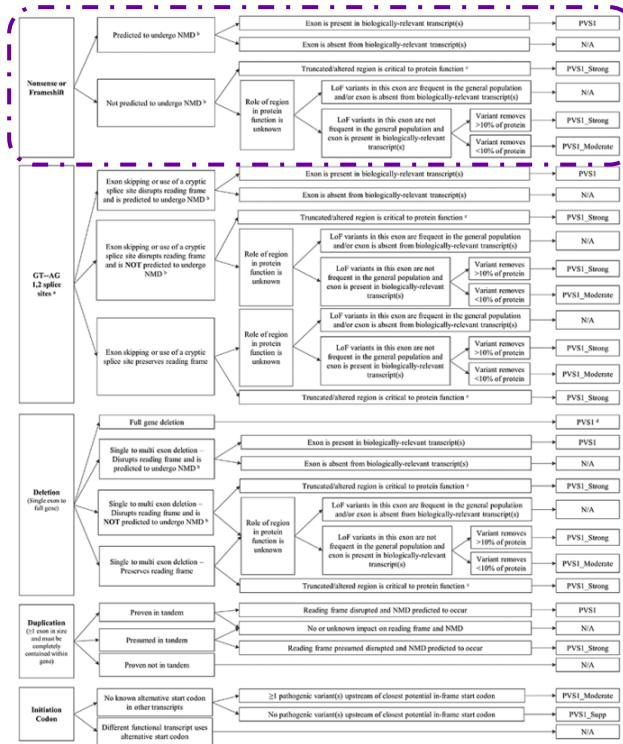 Nonsense or
Frameshift
Predicted to undergo NMD b
Exon is present in biologically-relevant transcript(s)
PVS1
Exon is absent from biologically-relevant transcript(s)
N/A
Not predicted to undergo NMD b
Truncated/altered region is critical to protein function c
PVS1_Strong
Role of region
in protein
function is
unknown
LoF variants in this exon are frequent in the general population
and/or exon is absent from biologically-relevant transcript(s)
N/A
LoF variants in this exon are not
frequent in the general population and
exon is present in biologically-relevant
transcript(s)
Variant removes
>10% of protein
PVS1_Strong
Variant removes
<10% of protein
PVS1_Moderate
GT--AG
1,2 splice
sites a
Exon skipping or use of a cryptic
splice site disrupts reading frame
and is predicted to undergo NMD b
Exon is present in biologically-relevant transcript(s)
PVS1
Exon is absent from biologically-relevant transcript(s)
N/A
Exon skipping or use of a cryptic
splice site disrupts reading frame
and is NOT predicted to undergo
NMD b
Truncated/altered region is critical to protein function c
PVS1_Strong
Role of region
in protein
function is
unknown
LoF variants in this exon are frequent in the general population
and/or exon is absent from biologically-relevant transcript(s)
N/A
LoF variants in this exon are not
frequent in the general population and
exon is present in biologically-relevant
transcript(s)
Variant removes
>10% of protein
PVS1_Strong
Variant removes
<10% of protein
PVS1_Moderate
Exon skipping or use of a cryptic
splice site preserves reading frame
Role of region
in protein
function is
unknown
LoF variants in this exon are frequent in the general population
and/or exon is absent from biologically-relevant transcript(s)
N/A
LoF variants in this exon are not
frequent in the general population and
exon is present in biologically-relevant
transcript(s)
Variant removes
>10% of protein
PVS1_Strong
Variant removes
<10% of protein
PVS1_Moderate
Truncated/altered region is critical to protein function c
PVS1_Strong
Deletion
(Single exon to
full gene)
Full gene deletion
PVS1 d
Single to multi exon deletion –
Disrupts reading frame and is
predicted to undergo NMD b
Exon is present in biologically-relevant transcript(s)
PVS1
Exon is absent from biologically-relevant transcript(s)
N/A
Single to multi exon deletion –
Disrupts reading frame and is
NOT predicted to undergo NMD b
Truncated/altered region is critical to protein function c
PVS1_Strong
Role of region
in protein
function is
unknown
LoF variants in this exon are frequent in the general population
and/or exon is absent from biologically-relevant transcript(s)
N/A
LoF variants in this exon are not
frequent in the general population and
exon is present in biologically-relevant
transcript(s)
Variant removes
>10% of protein
PVS1_Strong
Variant removes
<10% of protein
PVS1_Moderate
Single to multi exon deletion –
Preserves reading frame
Truncated/altered region is critical to protein function c
PVS1_Strong
Duplication
(≥1 exon in size
and must be
completely
contained within
gene)
Proven in tandem
Reading frame disrupted and NMD predicted to occur
PVS1
No or unknown impact on reading frame and NMD
N/A
Presumed in tandem
Reading frame presumed disrupted and NMD predicted to occur
PVS1_Strong
Proven not in tandem
N/A
Initiation
Codon
No known alternative start codon
in other transcripts
≥1 pathogenic variant(s) upstream of closest potential in-frame start codon
PVS1_Moderate
No pathogenic variant(s) upstream of closest potential in-frame start codon
PVS1_Supp
Different functional transcript uses
alternative start codon
N/A